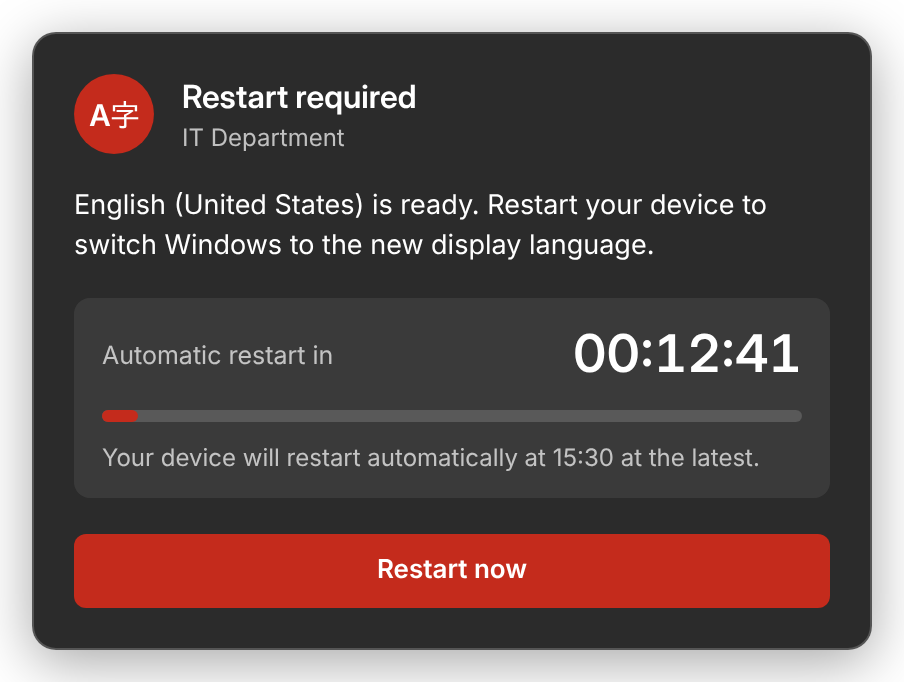 A字
Restart required
IT Department
English (United States) is ready. Restart your device to
switch Windows to the new display language.
Automatic restart in
00:12:41
Your device will restart automatically at 15:30 at the latest.
Restart now